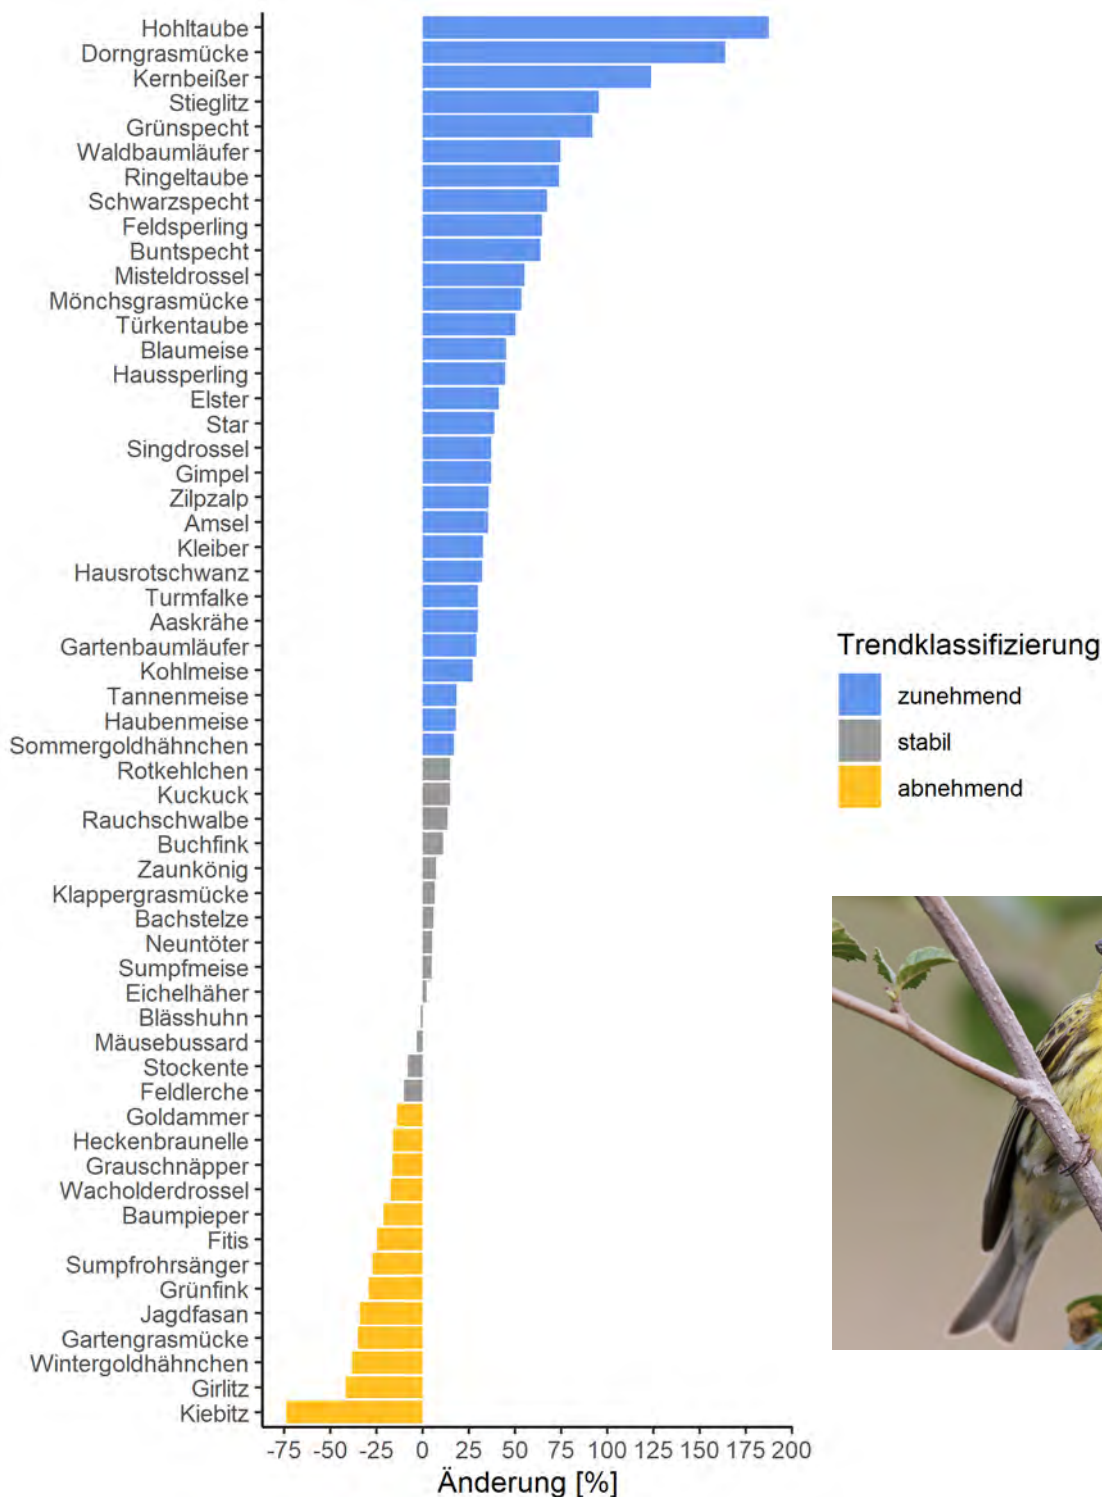 Hohltaube
Dorngrasmücke
Kernbeißer
Stieglitz
Grünspecht
Waldbaumläufer
Ringeltaube
Schwarzspecht
Feldsperling
Buntspecht
Misteldrossel
Mönchsgrasmücke
Türkentaube
Blaumeise
Haussperling
Elster
Star
Singdrossel
Gimpel
Zilpzalp
Amsel
Kleiber
Hausrotschwanz
Turmfalke
Aaskrähe
Gartenbaumläufer
Kohlmeise
Tannenmeise
Haubenmeise
Sommergoldhähnchen
Rotkehlchen
Kuckuck
Rauchschwalbe
Buchfink
Zaunkönig
Klappergrasmücke
Bachstelze
Neuntöter
Sumpfmeise
Eichelhäher
Blässhuhn
Mäusebussard
Stockente
Feldlerche
Goldammer
Heckenbraunelle
Grauschnäpper
Wacholderdrossel
Baumpieper
Fitis
Sumpfrohrsänger
Grünfink
Jagdfasan
Gartengrasmücke
Wintergoldhähnchen
Girlitz
Kiebitz
-75 -50 -25 0 25 50 75 100 125 150 175 200
Änderung [%]
Trendklassifizierung
zunehmend
stabil
abnehmend